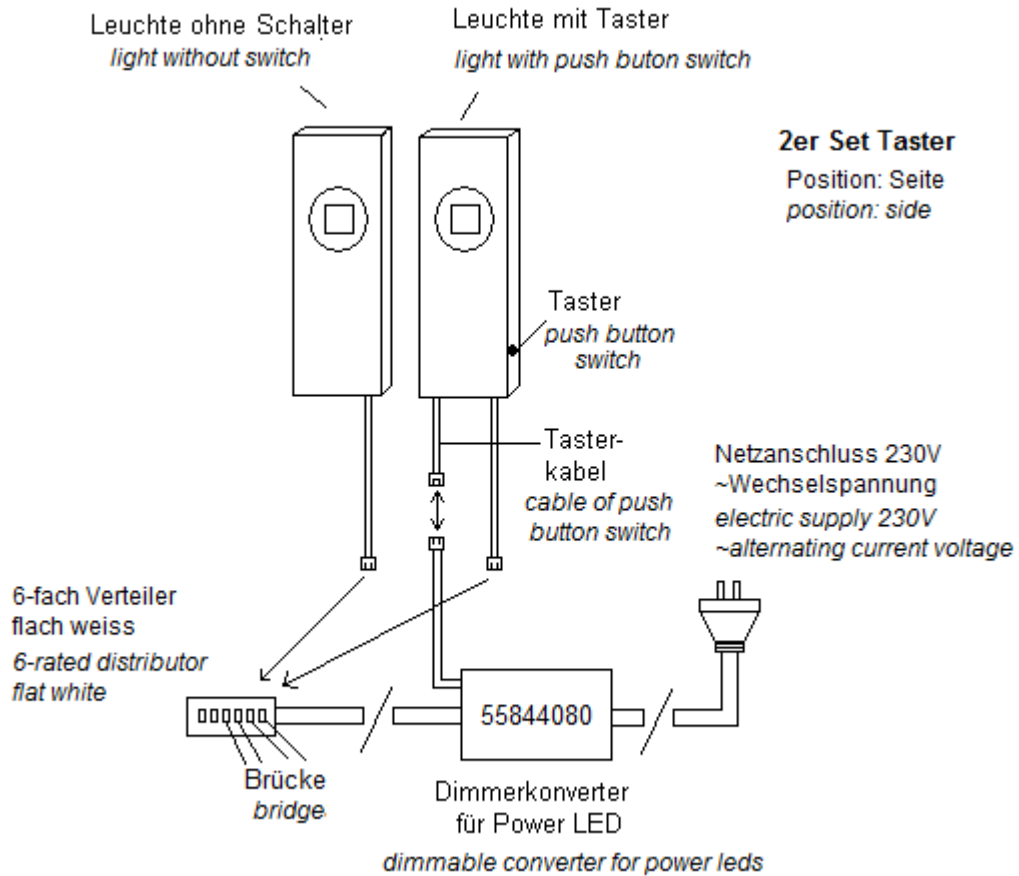 Leuchte ohne Schalter
light without switch
Leuchte mit Taster
light with push buton switch
2er Set Taster
Position: Seite
position: side
Taster
push button
switch
Taster-
kabel
cable of push
button switch
Netzanschluss 230V
~Wechselspannung
electric supply 230V
~alternating current voltage
6-fach Verteiler
flach weiss
6-rated distributor
flat white
55844080
Brücke
bridge
Dimmerkonverter
für Power LED
dimmable converter for power leds